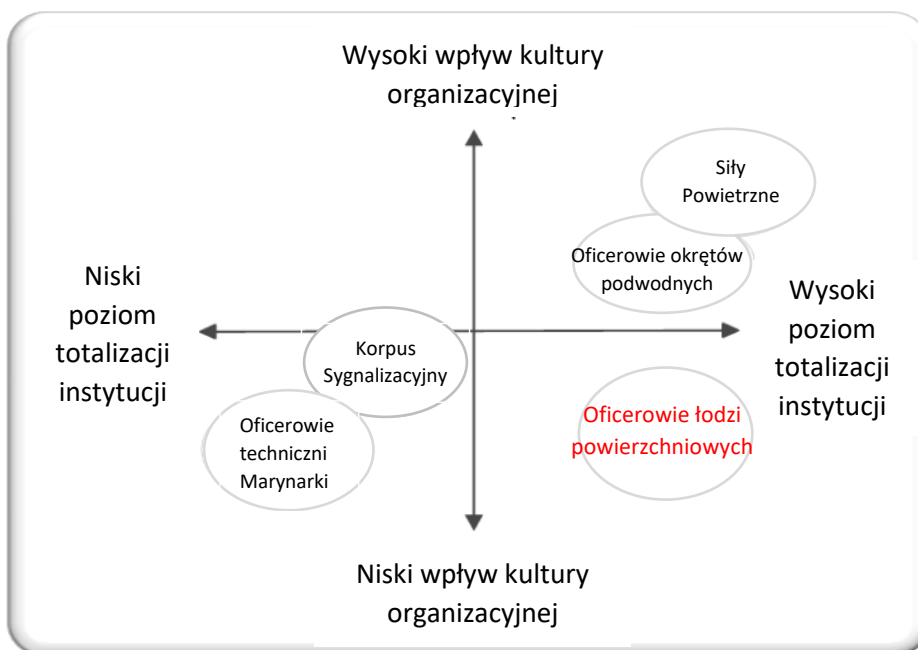 Wysoki wpływ kultury
organizacyjnej
Siły
Powietrzne
Oficerowie okrętów
podwodnych
Niski
poziom
totalizacji
instytucji
Wysoki
poziom
totalizacji
instytucji
Korpus
Sygnalizacyjny
Oficerowie
techniczni
Marynarki
Oficerowie łodzi
powierzchniowych
Niski wpływ kultury
organizacyjnej